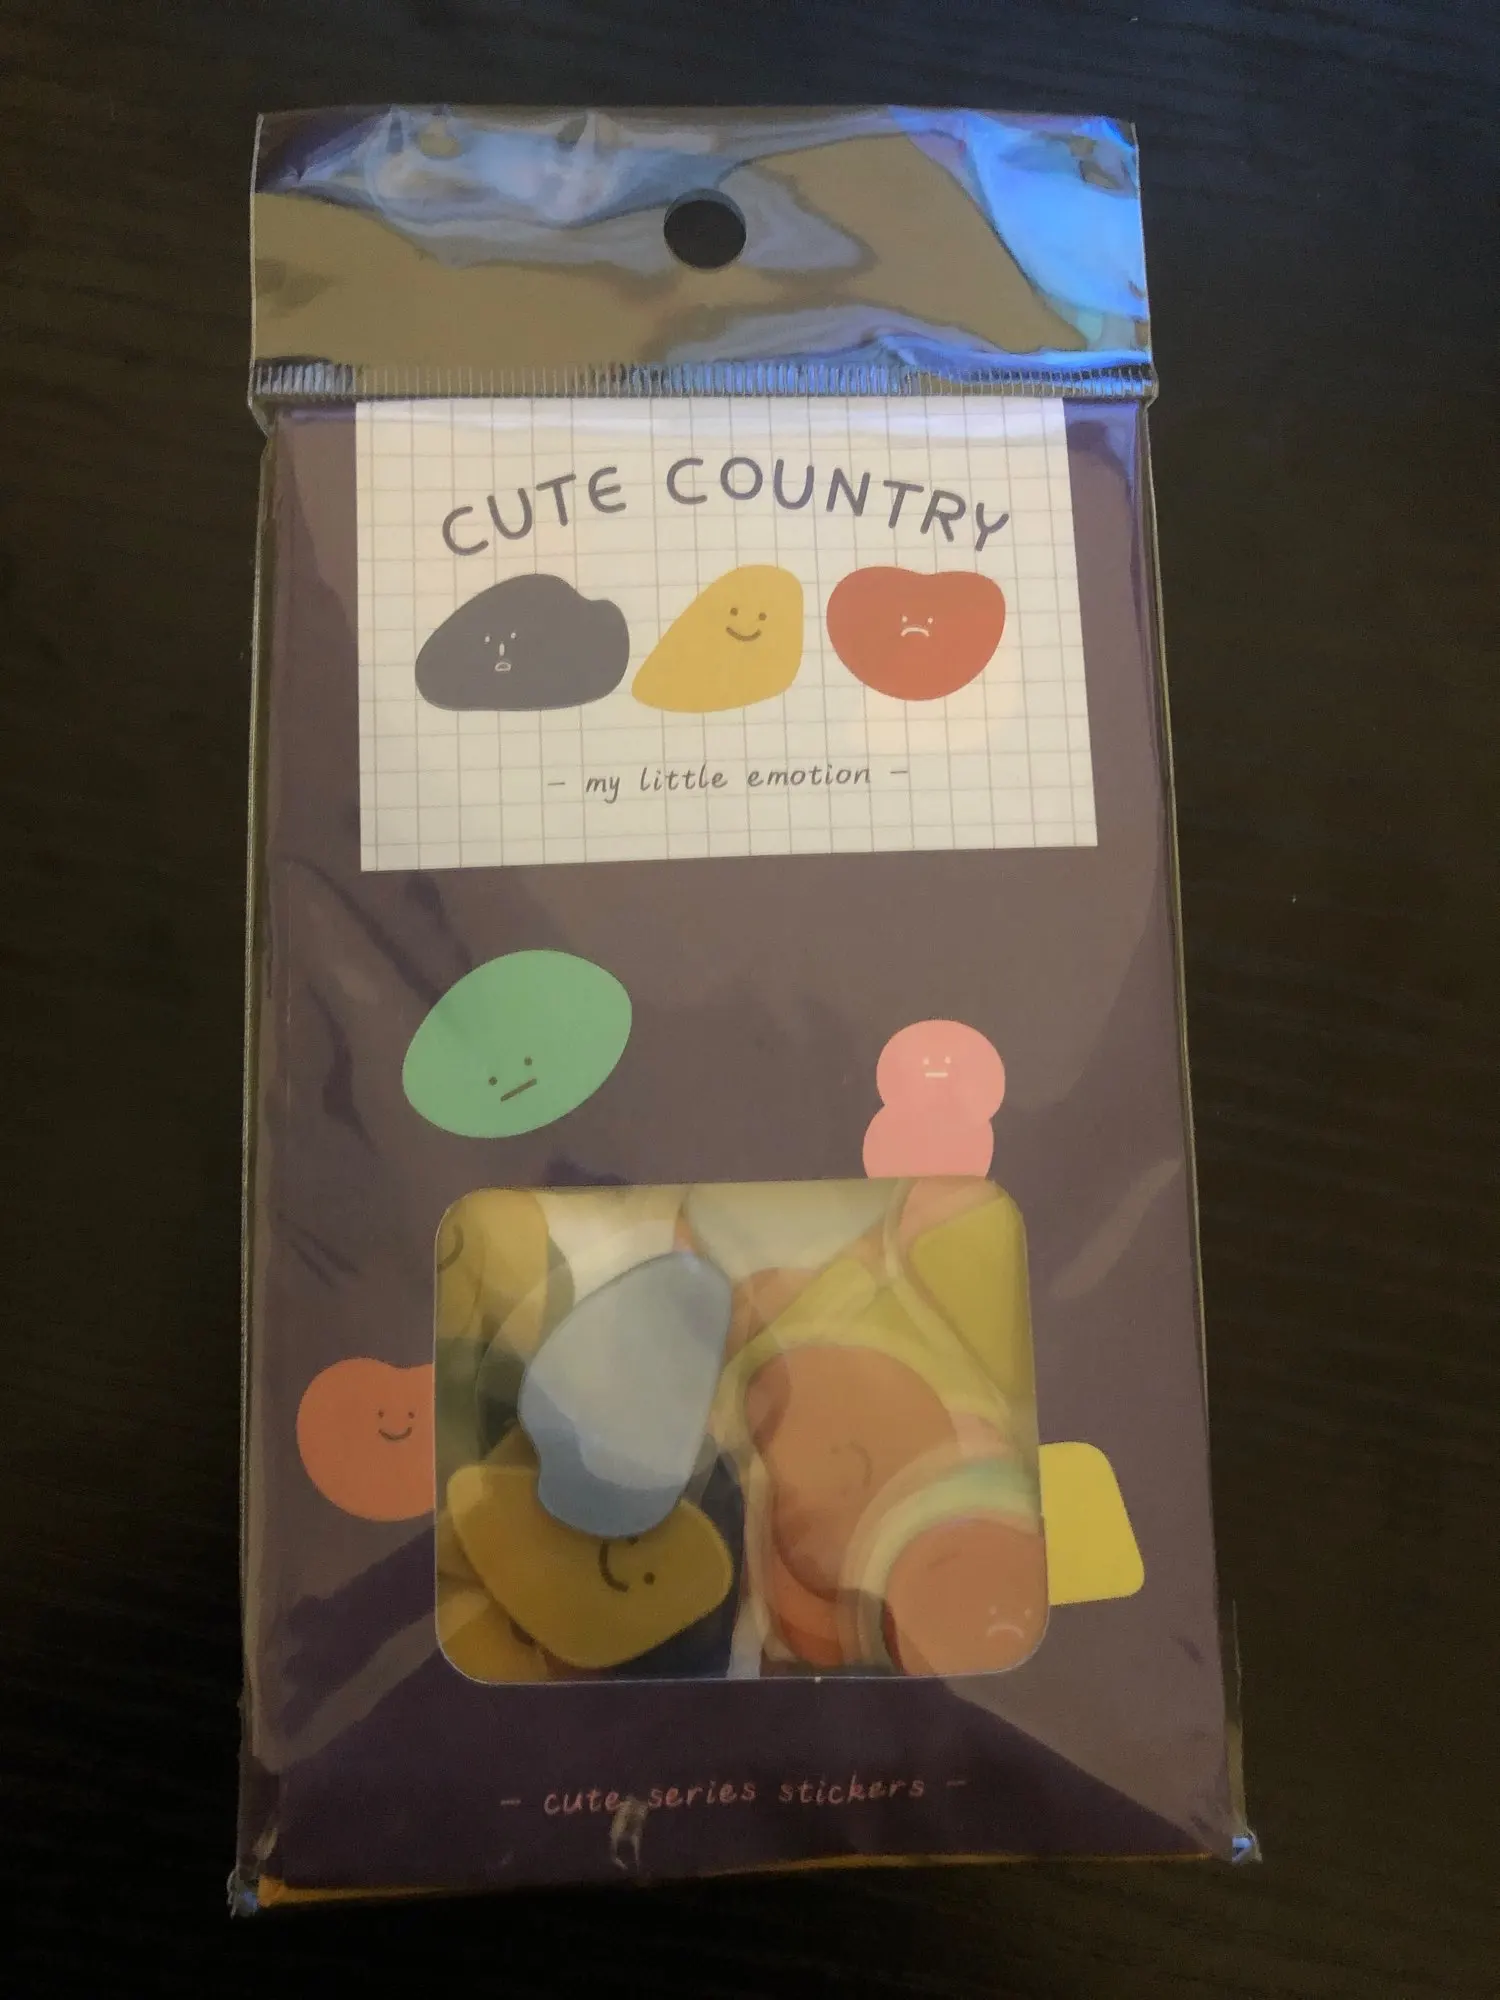 CUTE COUNTRY
- my little emotion -
- cute series stickers -